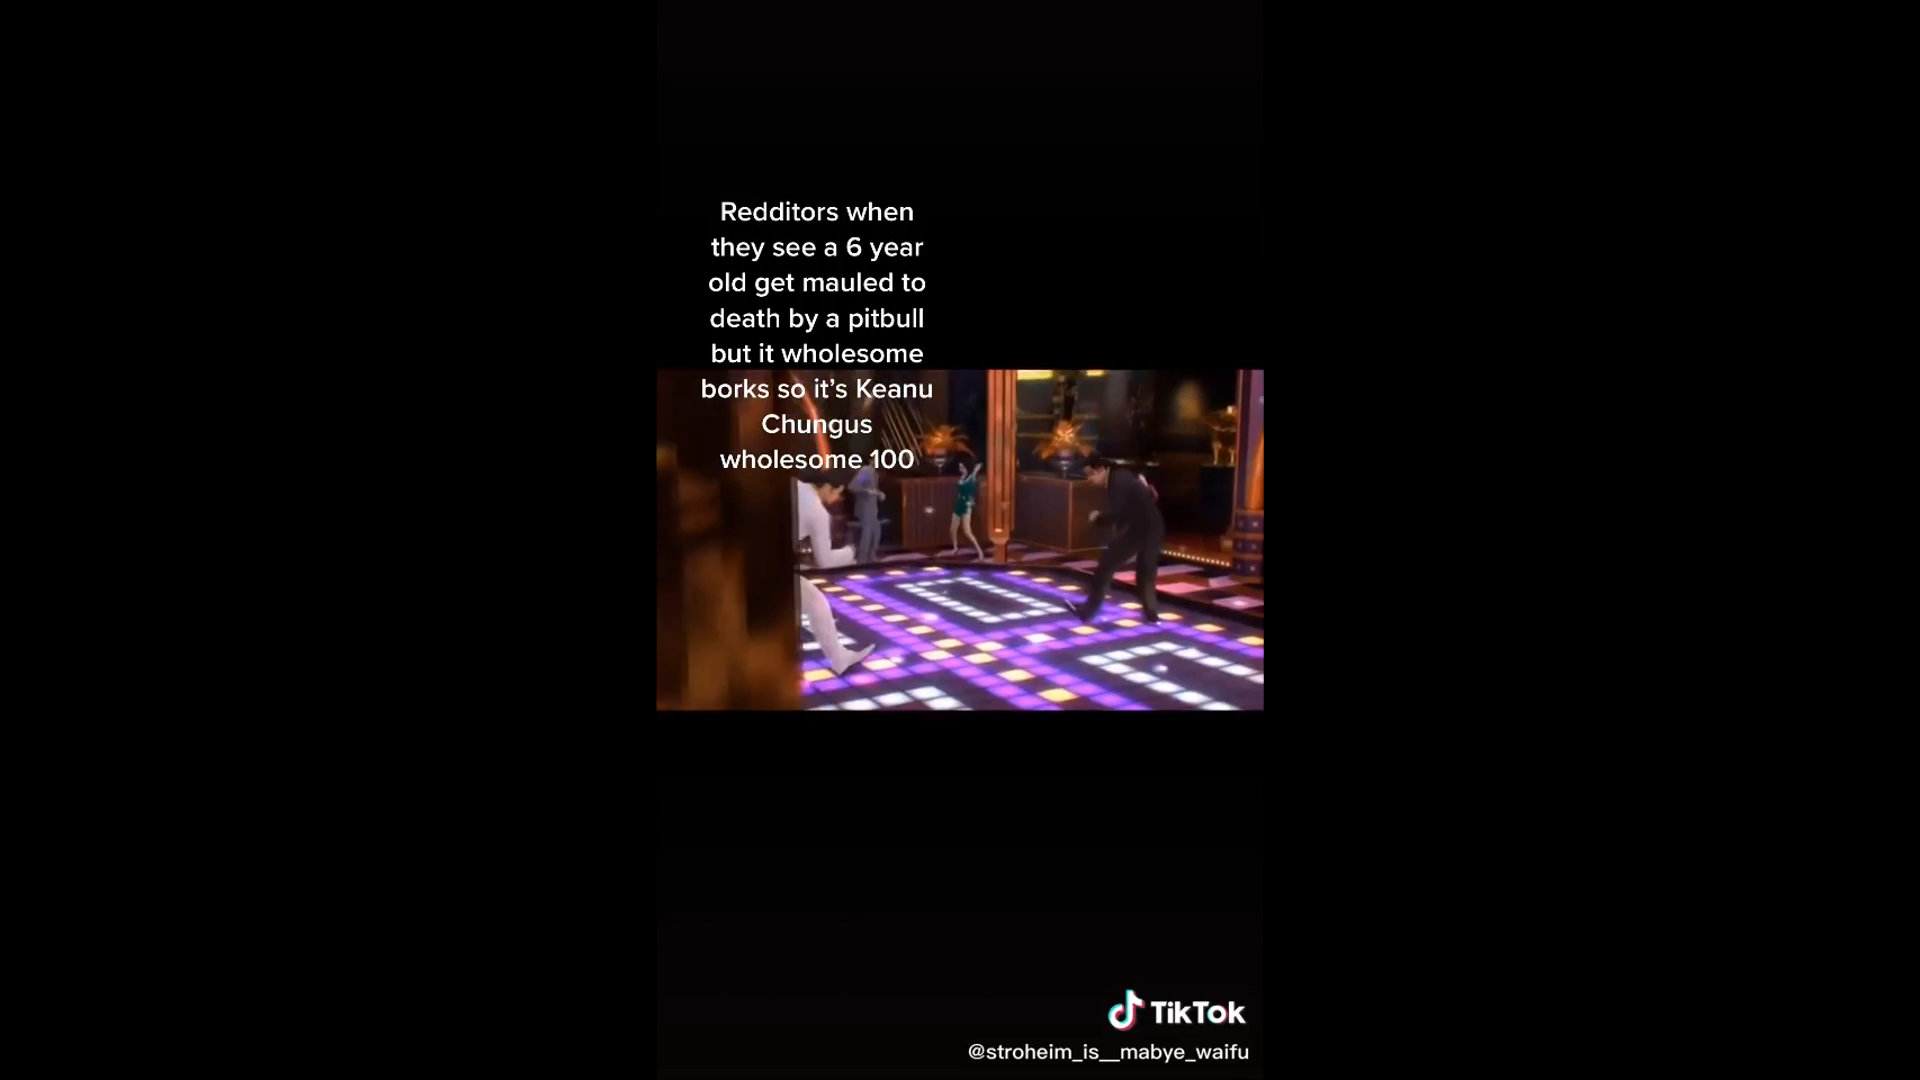 Redditors when
they see a 6 year
old get mauled to
death by a pitbull
but it wholesome
borks so it’s Keanu
Chungus
wholesome 100
TikTok
@stroheim_is__mabye_waifu